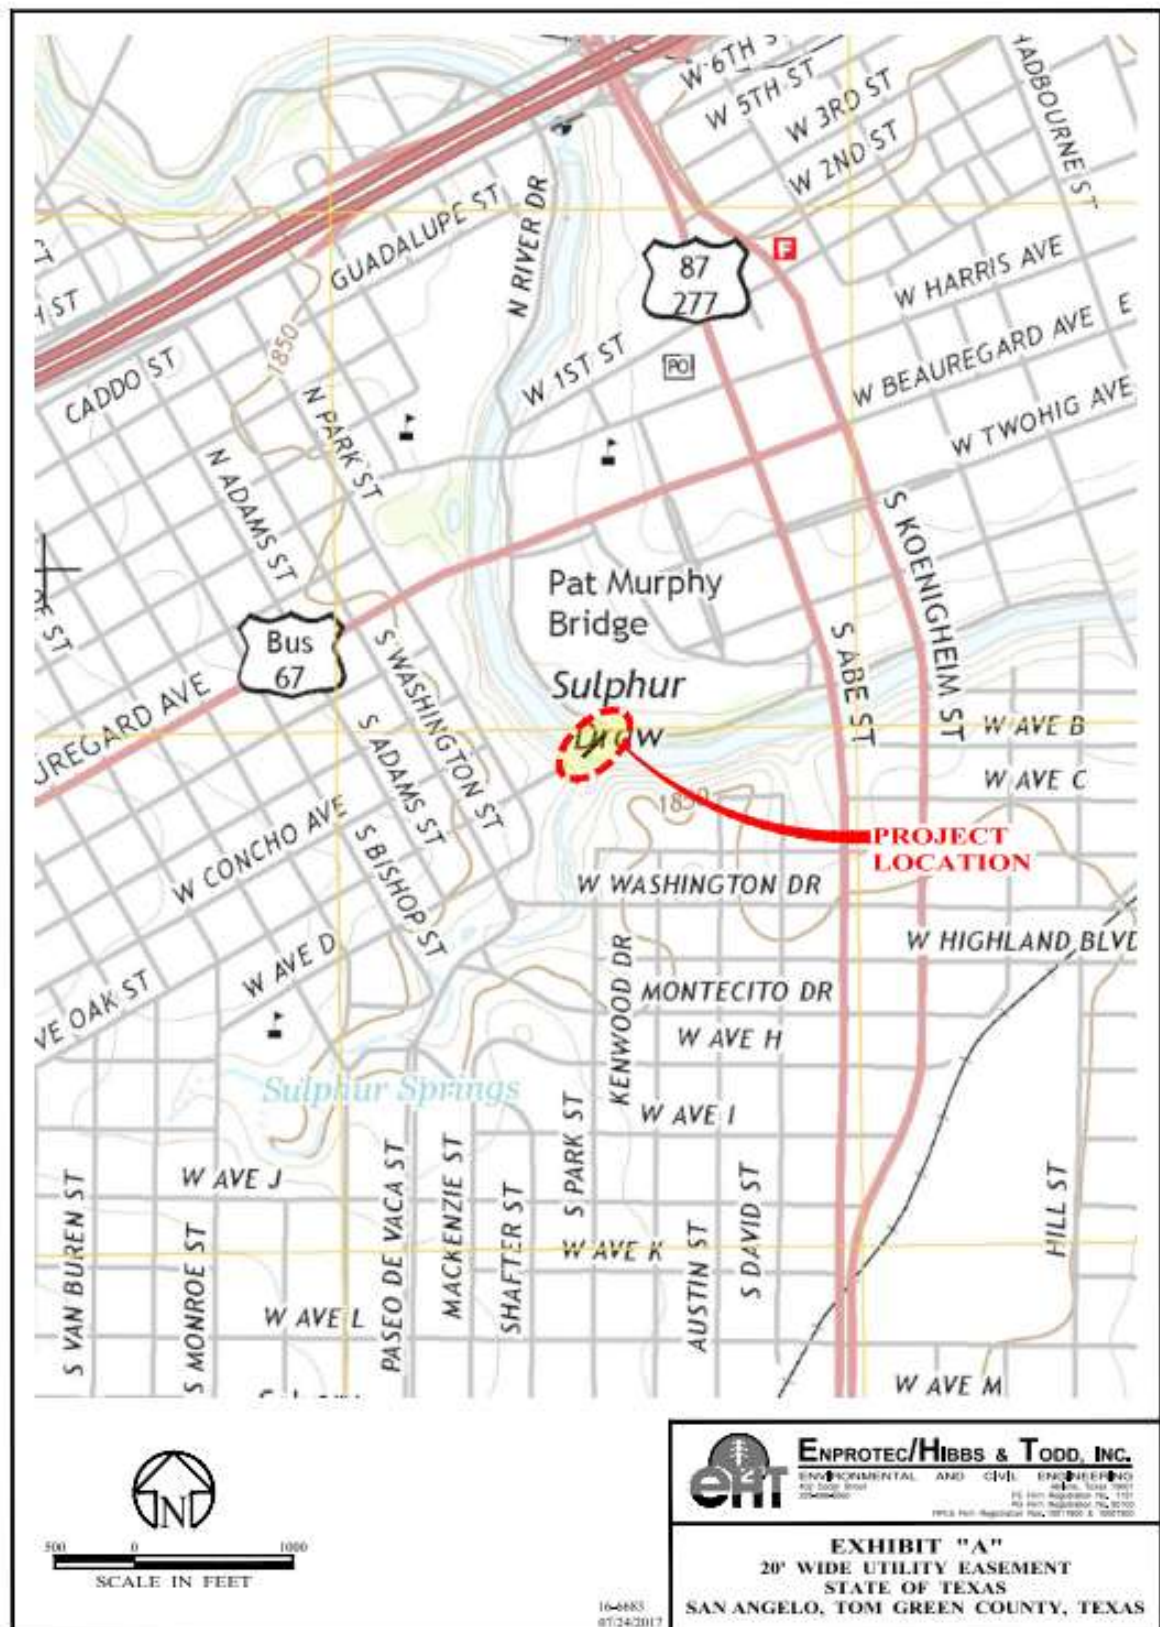 W 6TH S
W 5TH ST
W 3RD ST
W 2ND ST
HADBOURNE ST
GUADALUPE ST
N RIVER DR
87
277
F
W HARRIS AVE
H ST
1850
CADDO ST
N PARK ST
W 1ST ST
PO
W BEAUREGARD AVE E
W TWOHIG AVE
N ADAMS ST
S KOENIGHEIM ST
Pat Murphy
Bridge
Bus
67
S WASHINGTON ST
Sulphur
Draw
S ABE ST
UREGARD AVE
S ADAMS ST
W AVE B
W AVE C
1850
PROJECT
LOCATION
W CONCHO AVE
S BISHOP ST
W WASHINGTON DR
W AVE D
KENWOOD DR
W HIGHLAND BLVD
VE OAK ST
MONTECITO DR
W AVE H
Sulphur Springs
W AVE I
S PARK ST
W AVE J
S VAN BUREN ST
S MONROE ST
PASEO DE VACA ST
MACKENZIE ST
SHAFTER ST
W AVE K
AUSTIN ST
S DAVID ST
HILL ST
W AVE L
W AVE M
N
500 0 1000
SCALE IN FEET
eHT
ENPROTEC/HIBBS & TODD, INC.
ENVIRONMENTAL AND CIVIL ENGINEERING
EXHIBIT "A"
20' WIDE UTILITY EASEMENT
STATE OF TEXAS
SAN ANGELO, TOM GREEN COUNTY, TEXAS
16-6683
07/24/2017